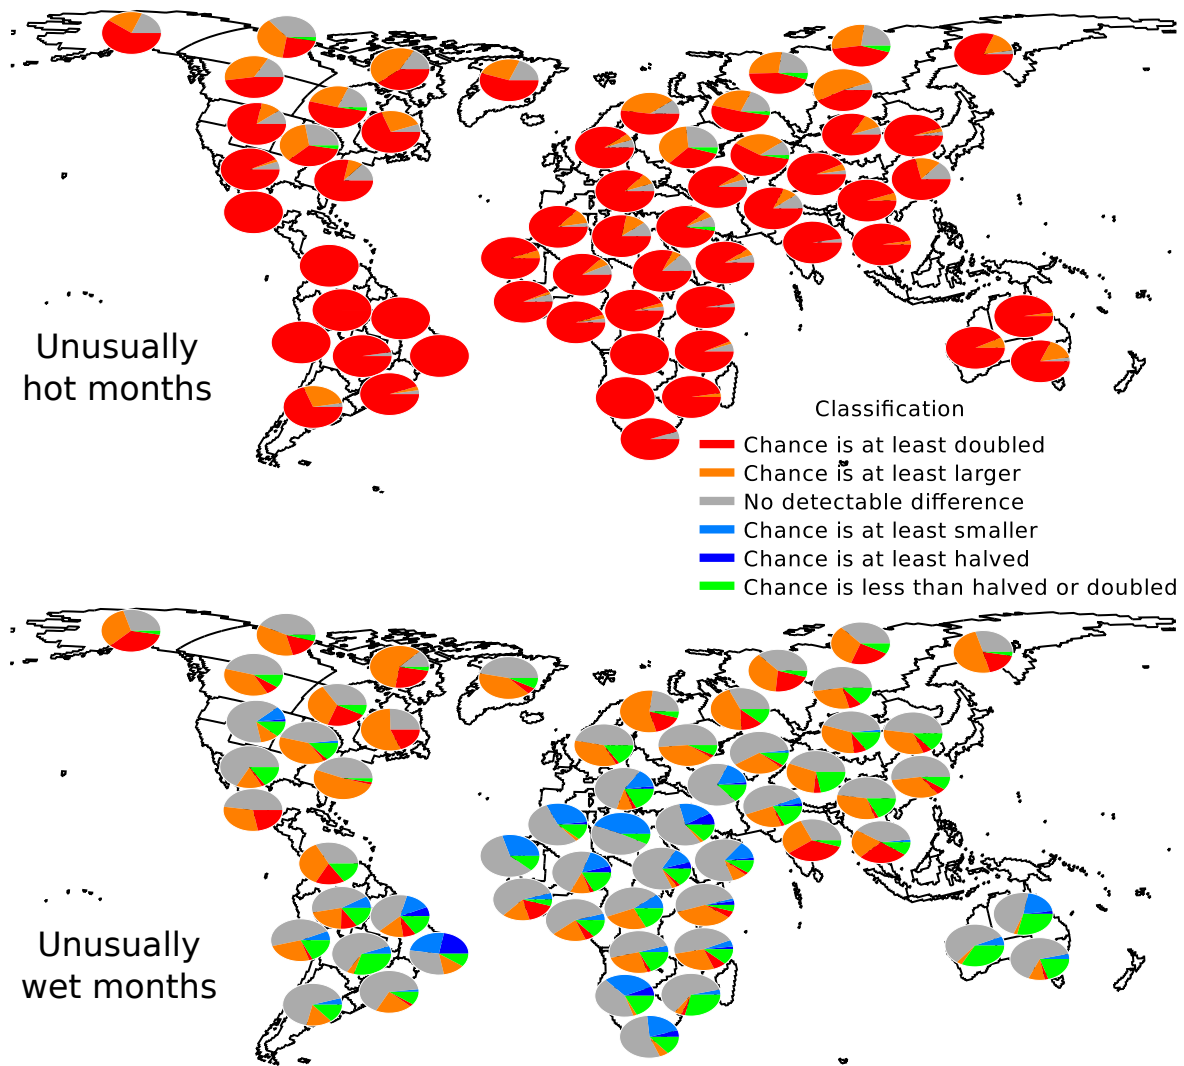 Unusually
hot months
Classification
Chance is at least doubled
Chance is at least larger
No detectable difference
Chance is at least smaller
Chance is at least halved
Chance is less than halved or doubled
Unusually
wet months